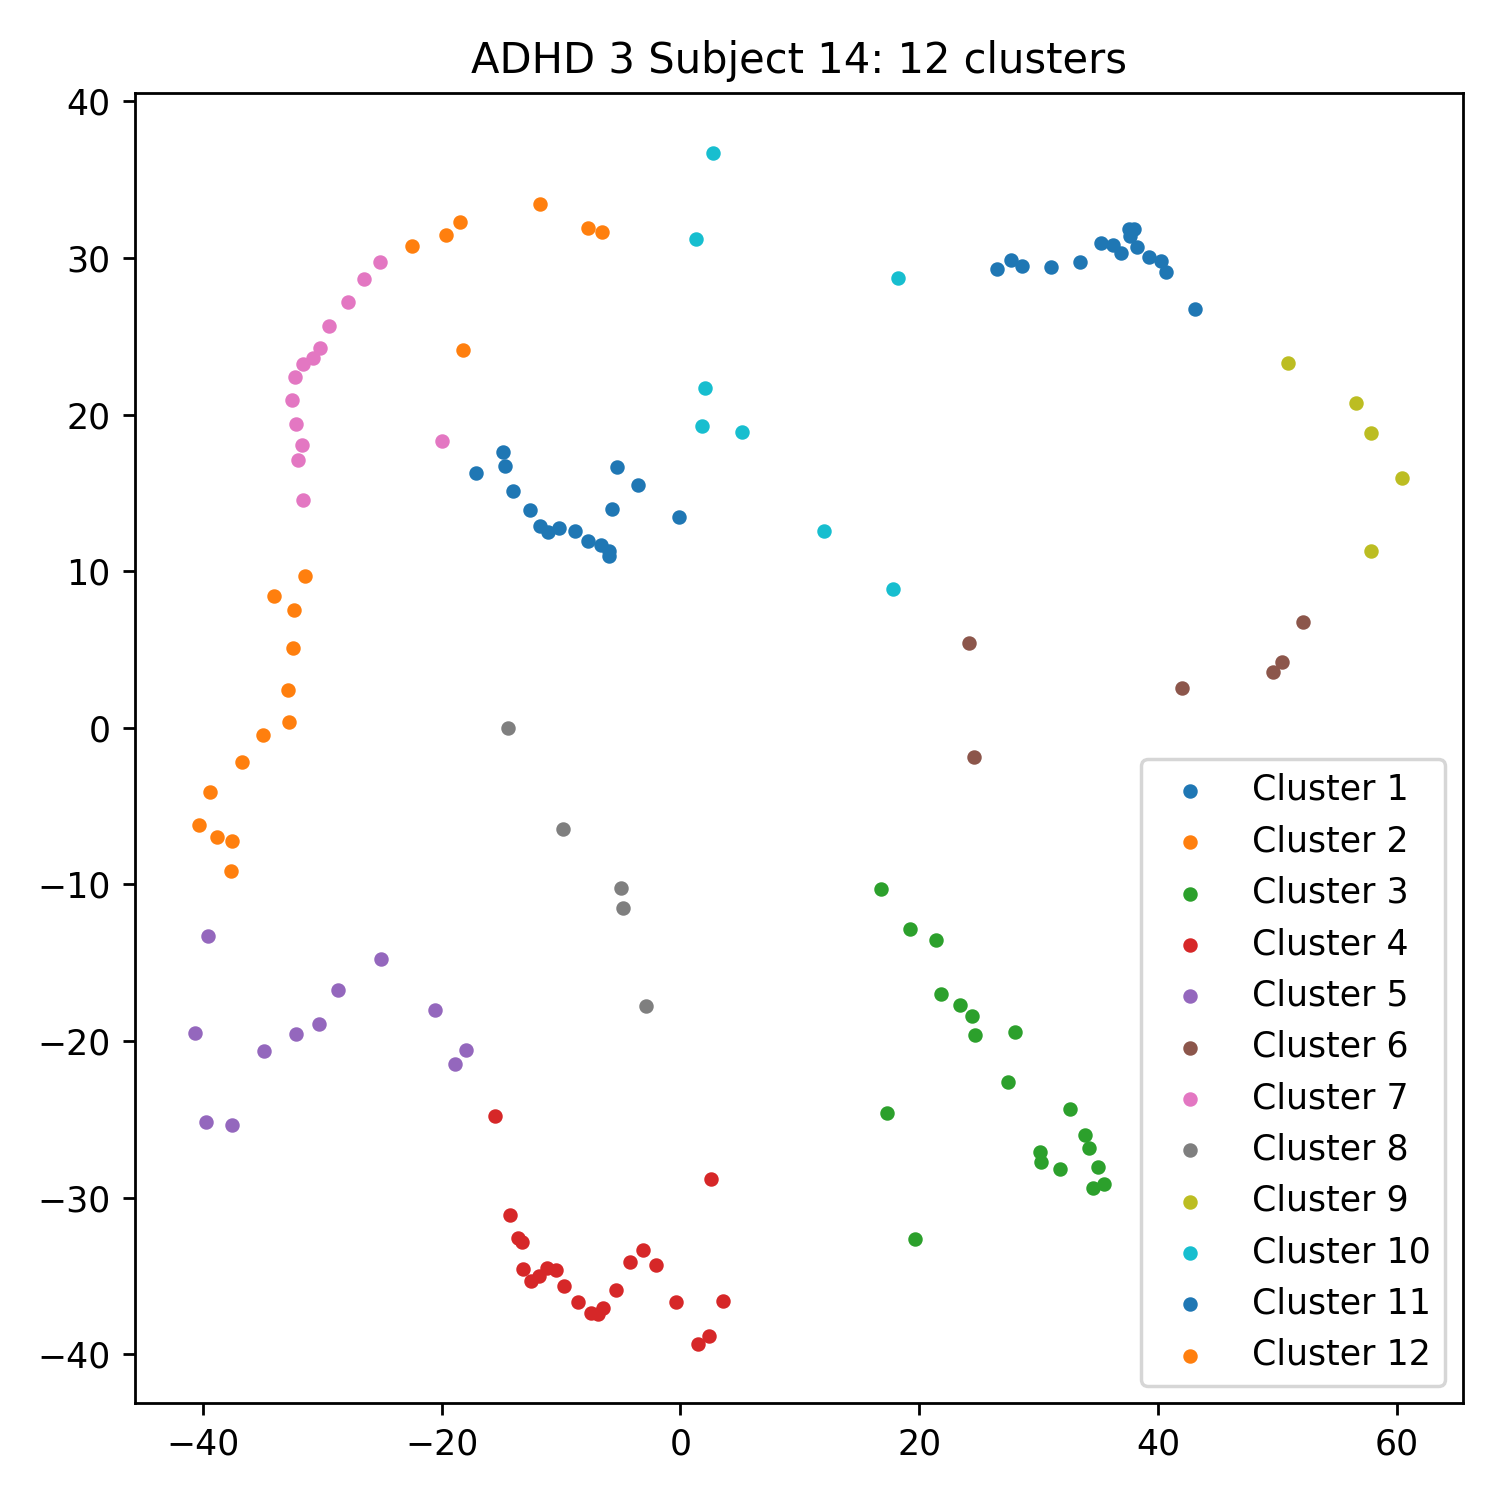 ADHD 3 Subject 14: 12 clusters
40
30
20
10
0
−10
−20
−30
−40
−40
−20
0
20
40
60
Cluster 1
Cluster 2
Cluster 3
Cluster 4
Cluster 5
Cluster 6
Cluster 7
Cluster 8
Cluster 9
Cluster 10
Cluster 11
Cluster 12